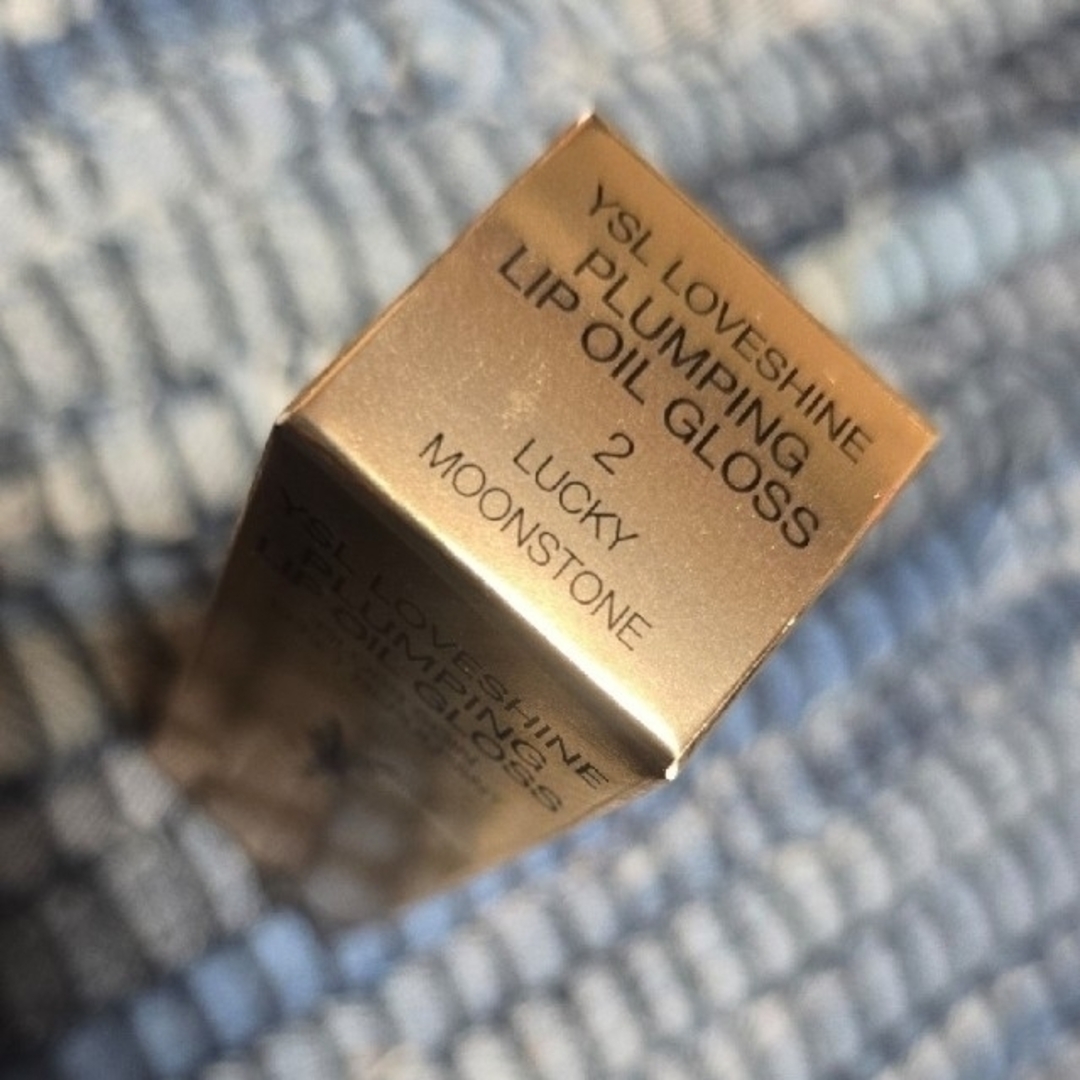 YSL LOVESHINE
PLUMPING
LIP OIL GLOSS
2
LUCKY
MOONSTONE
YSL LOVESHINE
PLUMPING
LIP OIL GLOSS